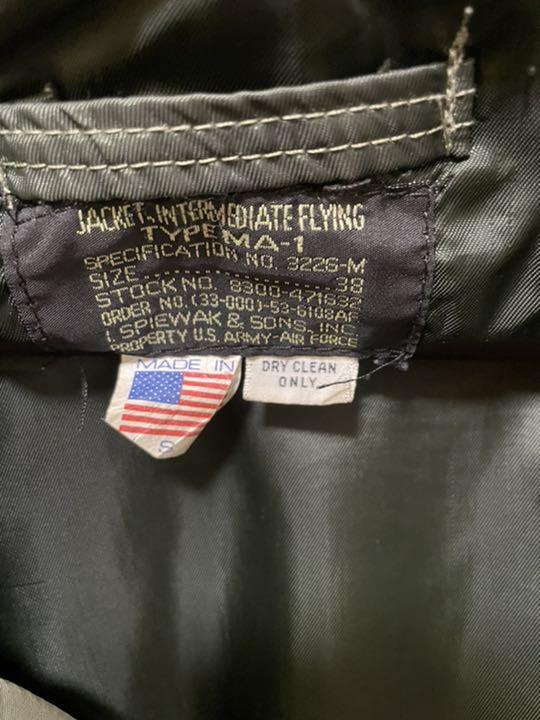 JACKET, INTERMEDIATE FLYING
TYPE MA-1
SPECIFICATION NO. 3226-M
SIZE ................... 38
STOCK NO. 8300-471632
ORDER NO. (33-000)-53-6108AF
I. SPIEWAK & SONS, INC
PROPERTY U.S. ARMY-AIR FORCE
MADE IN
DRY CLEAN
ONLY